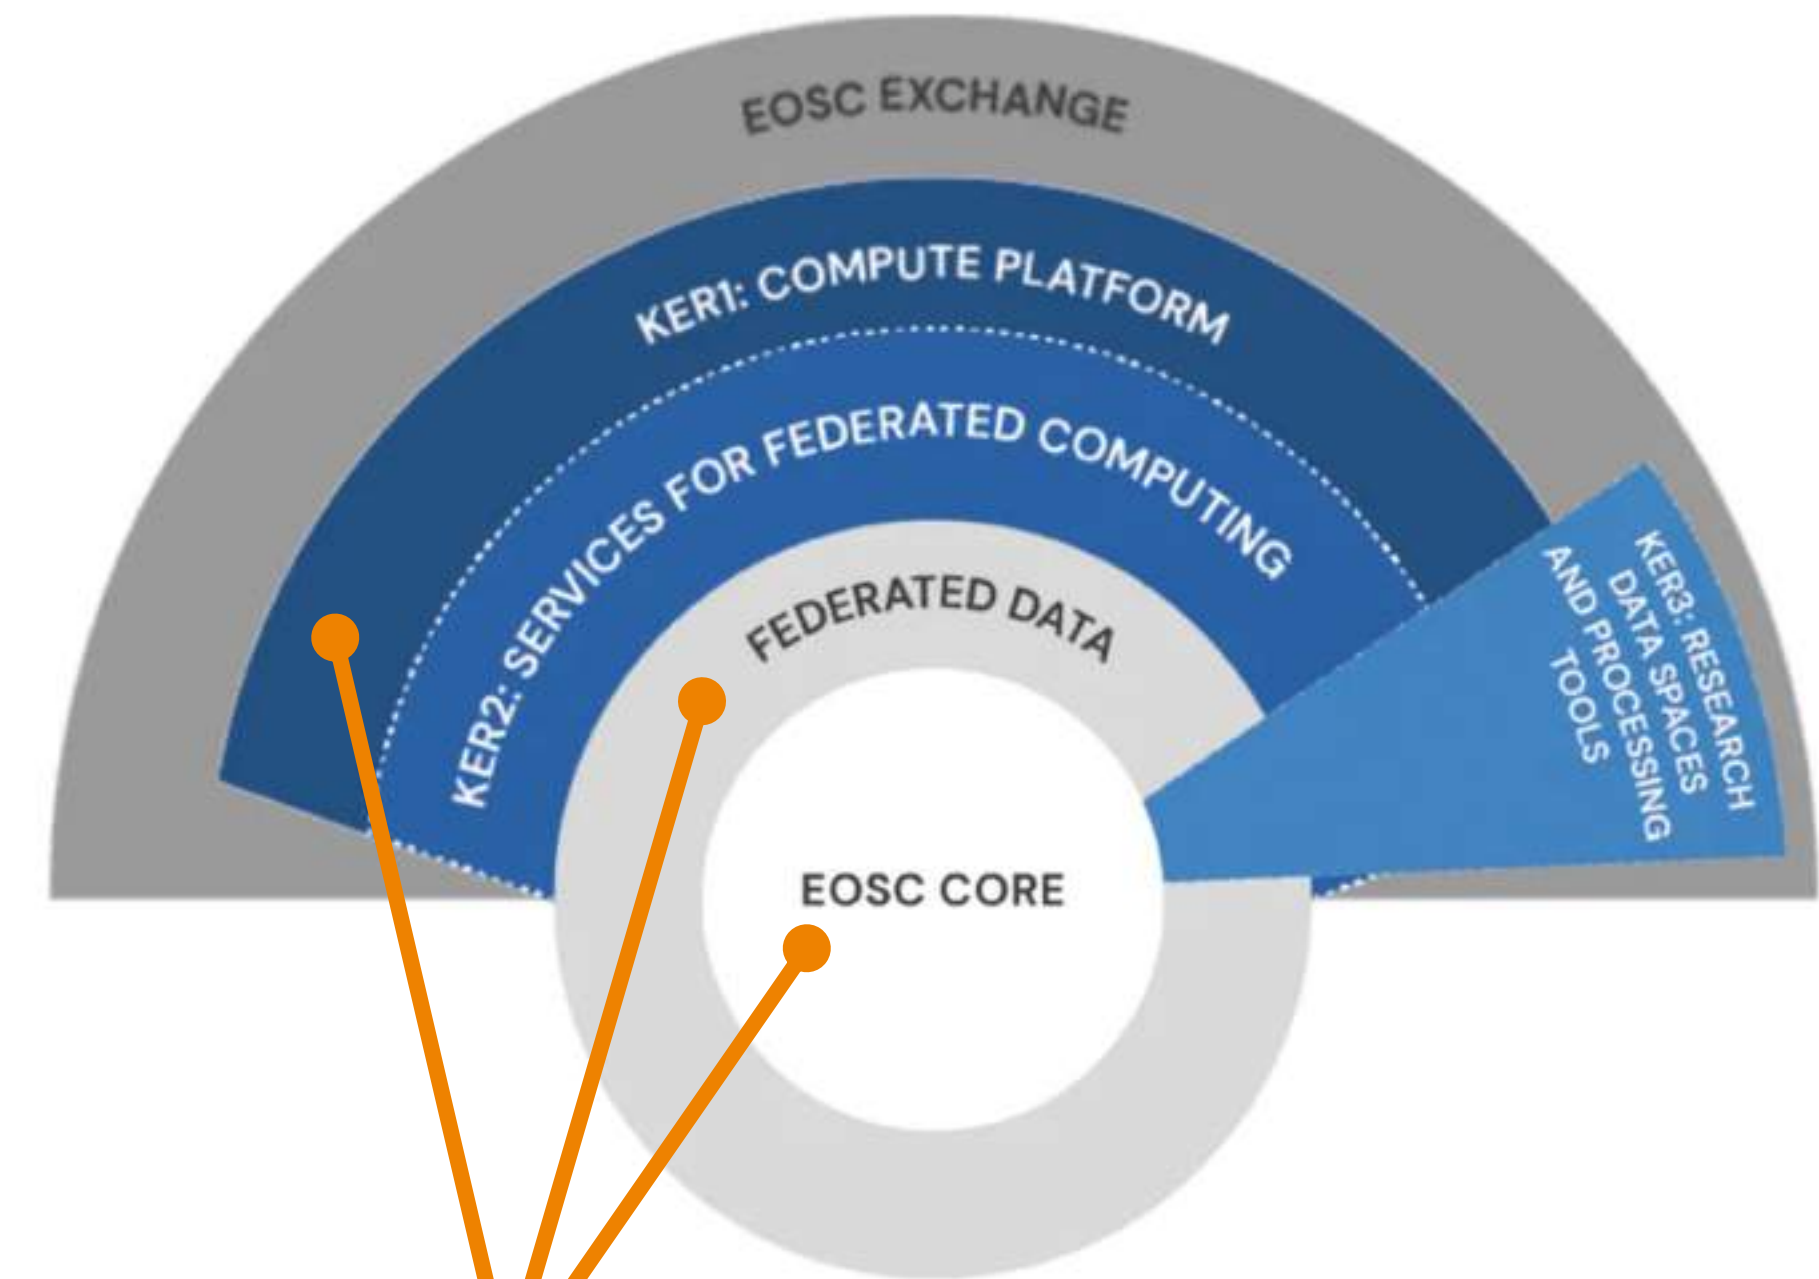 EOSC EXCHANGE
KER1: COMPUTE PLATFORM
KER2: SERVICES FOR FEDERATED COMPUTING
FEDERATED DATA
KER3: RESEARCH
DATA SPACES
AND PROCESSING
TOOLS
EOSC CORE